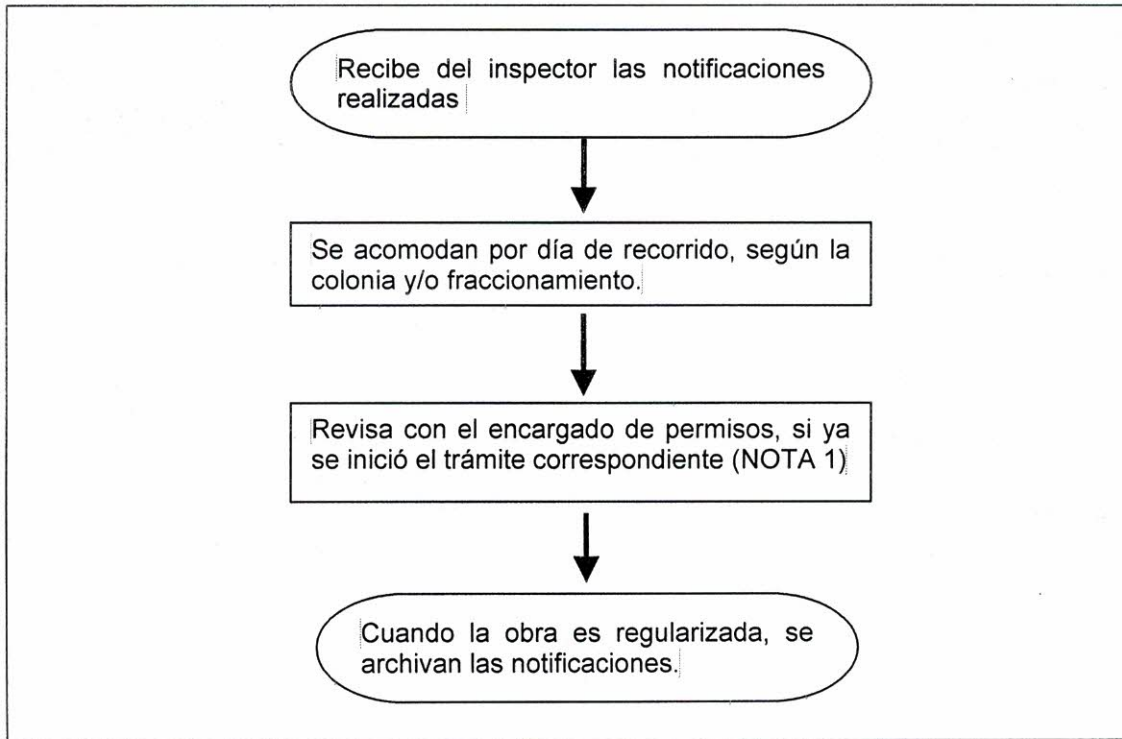 Recibe del inspector las notificaciones
realizadas
Se acomodan por día de recorrido, según la
colonia y/o fraccionamiento.
Revisa con el encargado de permisos, si ya
se inició el trámite correspondiente (NOTA 1)
Cuando la obra es regularizada, se
archivan las notificaciones.